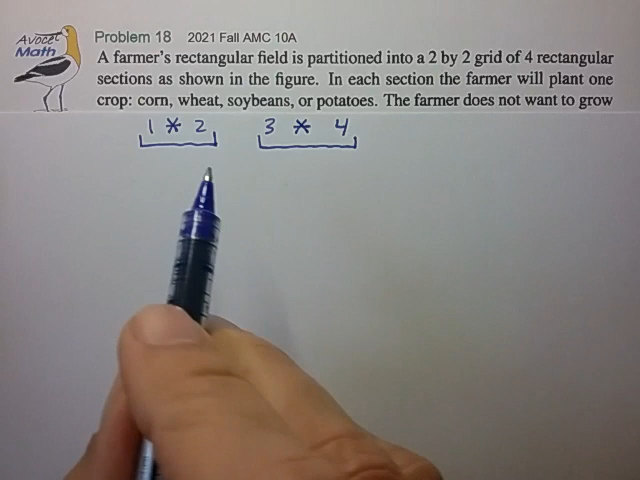 Avocet
Math
Problem 18 2021 Fall AMC 10A
A farmer's rectangular field is partitioned into a 2 by 2 grid of 4 rectangular
sections as shown in the figure. In each section the farmer will plant one
crop: corn, wheat, soybeans, or potatoes. The farmer does not want to grow
1 * 2 3 * 4